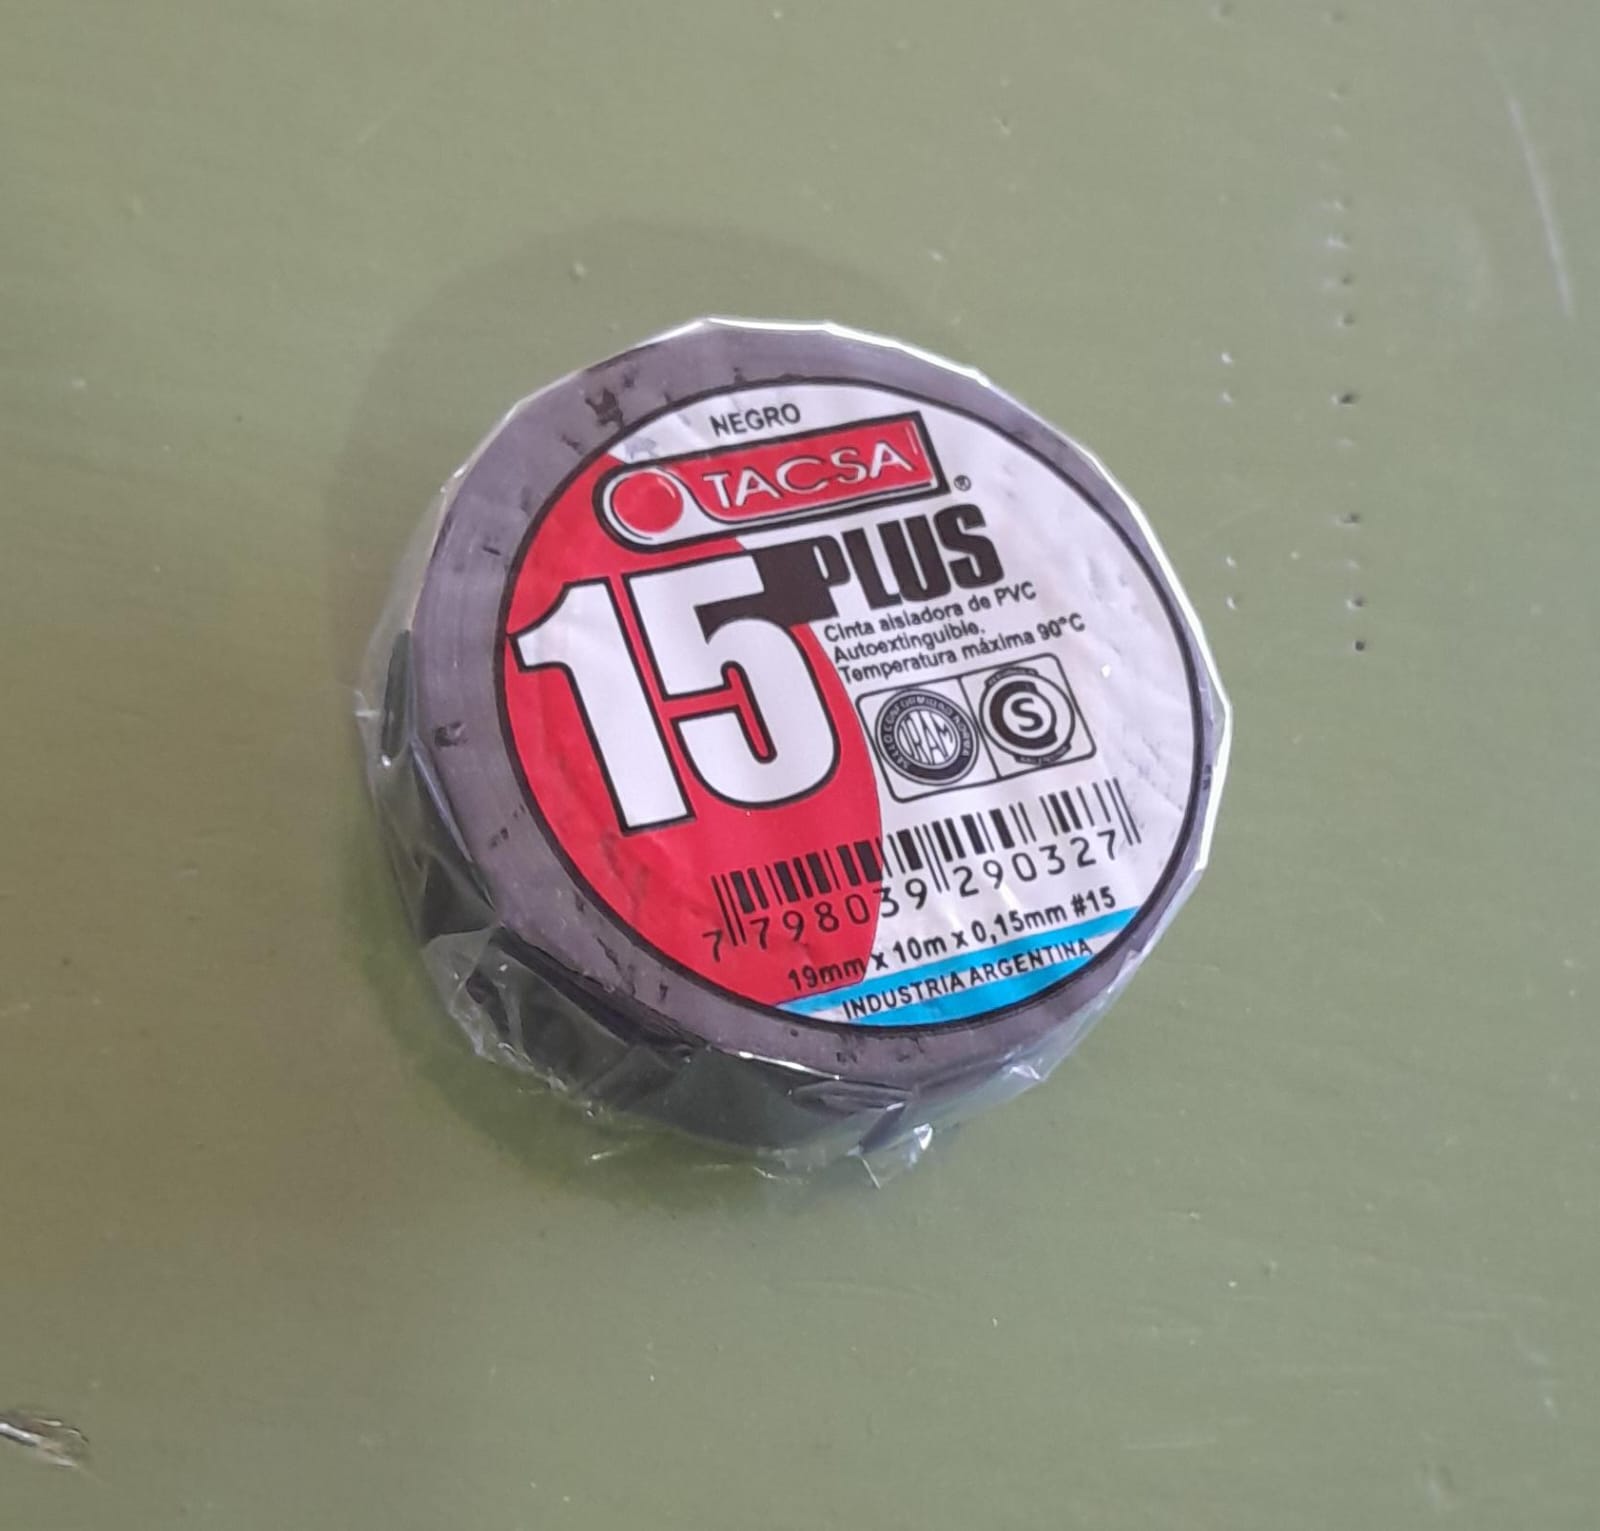 NEGRO
TACSA
®
15 PLUS
Cinta aisladora de PVC
Autoextinguible.
Temperatura máxima 90°C
IRAM
S
7 798039 290327
19mm x 10m x 0,15mm #15
INDUSTRIA ARGENTINA